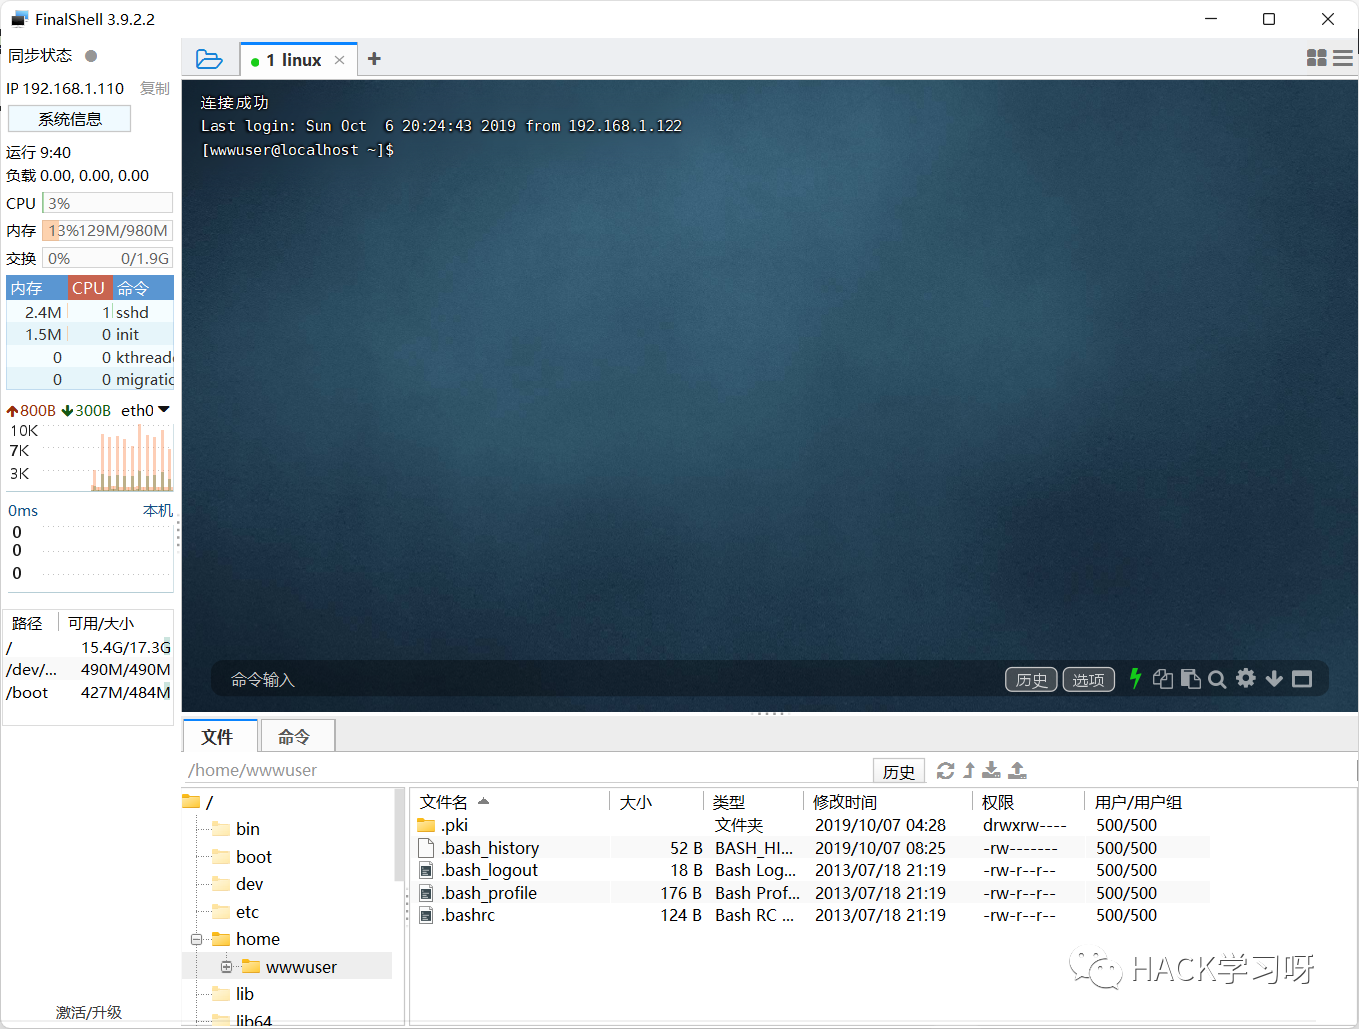 FinalShell 3.9.2.2
同步状态
IP 192.168.1.110 复制
系统信息
运行 9:40
负载 0.00, 0.00, 0.00
CPU 3%
内存 13%129M/980M
交换 0% 0/1.9G
内存 CPU 命令
2.4M 1 sshd
1.5M 0 init
0 0 kthread
0 0 migratic
800B 300B eth0
10K
7K
3K
0ms 本机
0
0
0
路径 可用/大小
/ 15.4G/17.3G
/dev/... 490M/490M
/boot 427M/484M
激活/升级
1 linux
连接成功
Last login: Sun Oct  6 20:24:43 2019 from 192.168.1.122
[wwwuser@localhost ~]$
命令输入 历史 选项
文件 命令
/home/wwwuser 历史
/
bin
boot
dev
etc
home
wwwuser
lib
lib64
文件名 大小 类型 修改时间 权限 用户/用户组
.pki 文件夹 2019/10/07 04:28 drwxrw---- 500/500
.bash_history 52 B BASH_HI... 2019/10/07 08:25 -rw------- 500/500
.bash_logout 18 B Bash Log... 2013/07/18 21:19 -rw-r--r-- 500/500
.bash_profile 176 B Bash Prof... 2013/07/18 21:19 -rw-r--r-- 500/500
.bashrc 124 B Bash RC ... 2013/07/18 21:19 -rw-r--r-- 500/500
HACK学习呀